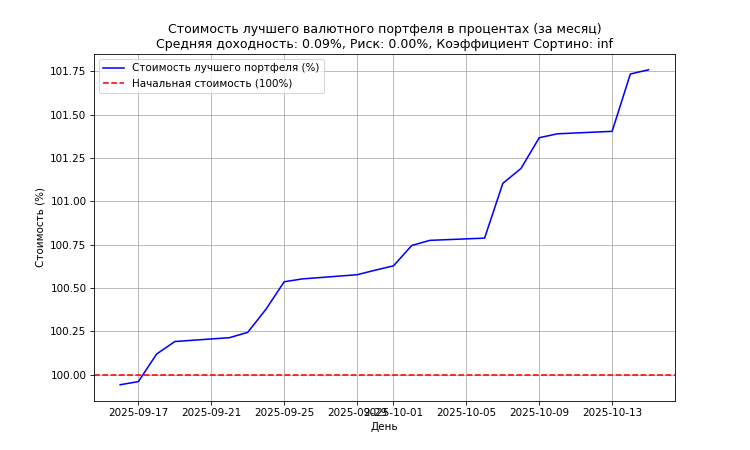 Стоимость лучшего валютного портфеля в процентах (за месяц)
Средняя доходность: 0.09%, Риск: 0.00%, Коэффициент Сортино: inf
Стоимость лучшего портфеля (%)
Начальная стоимость (100%)
101.75
101.50
101.25
101.00
100.75
100.50
100.25
100.00
Стоимость (%)
2025-09-17 2025-09-21 2025-09-25 2025-09-29 2025-10-01 2025-10-05 2025-10-09 2025-10-13
День